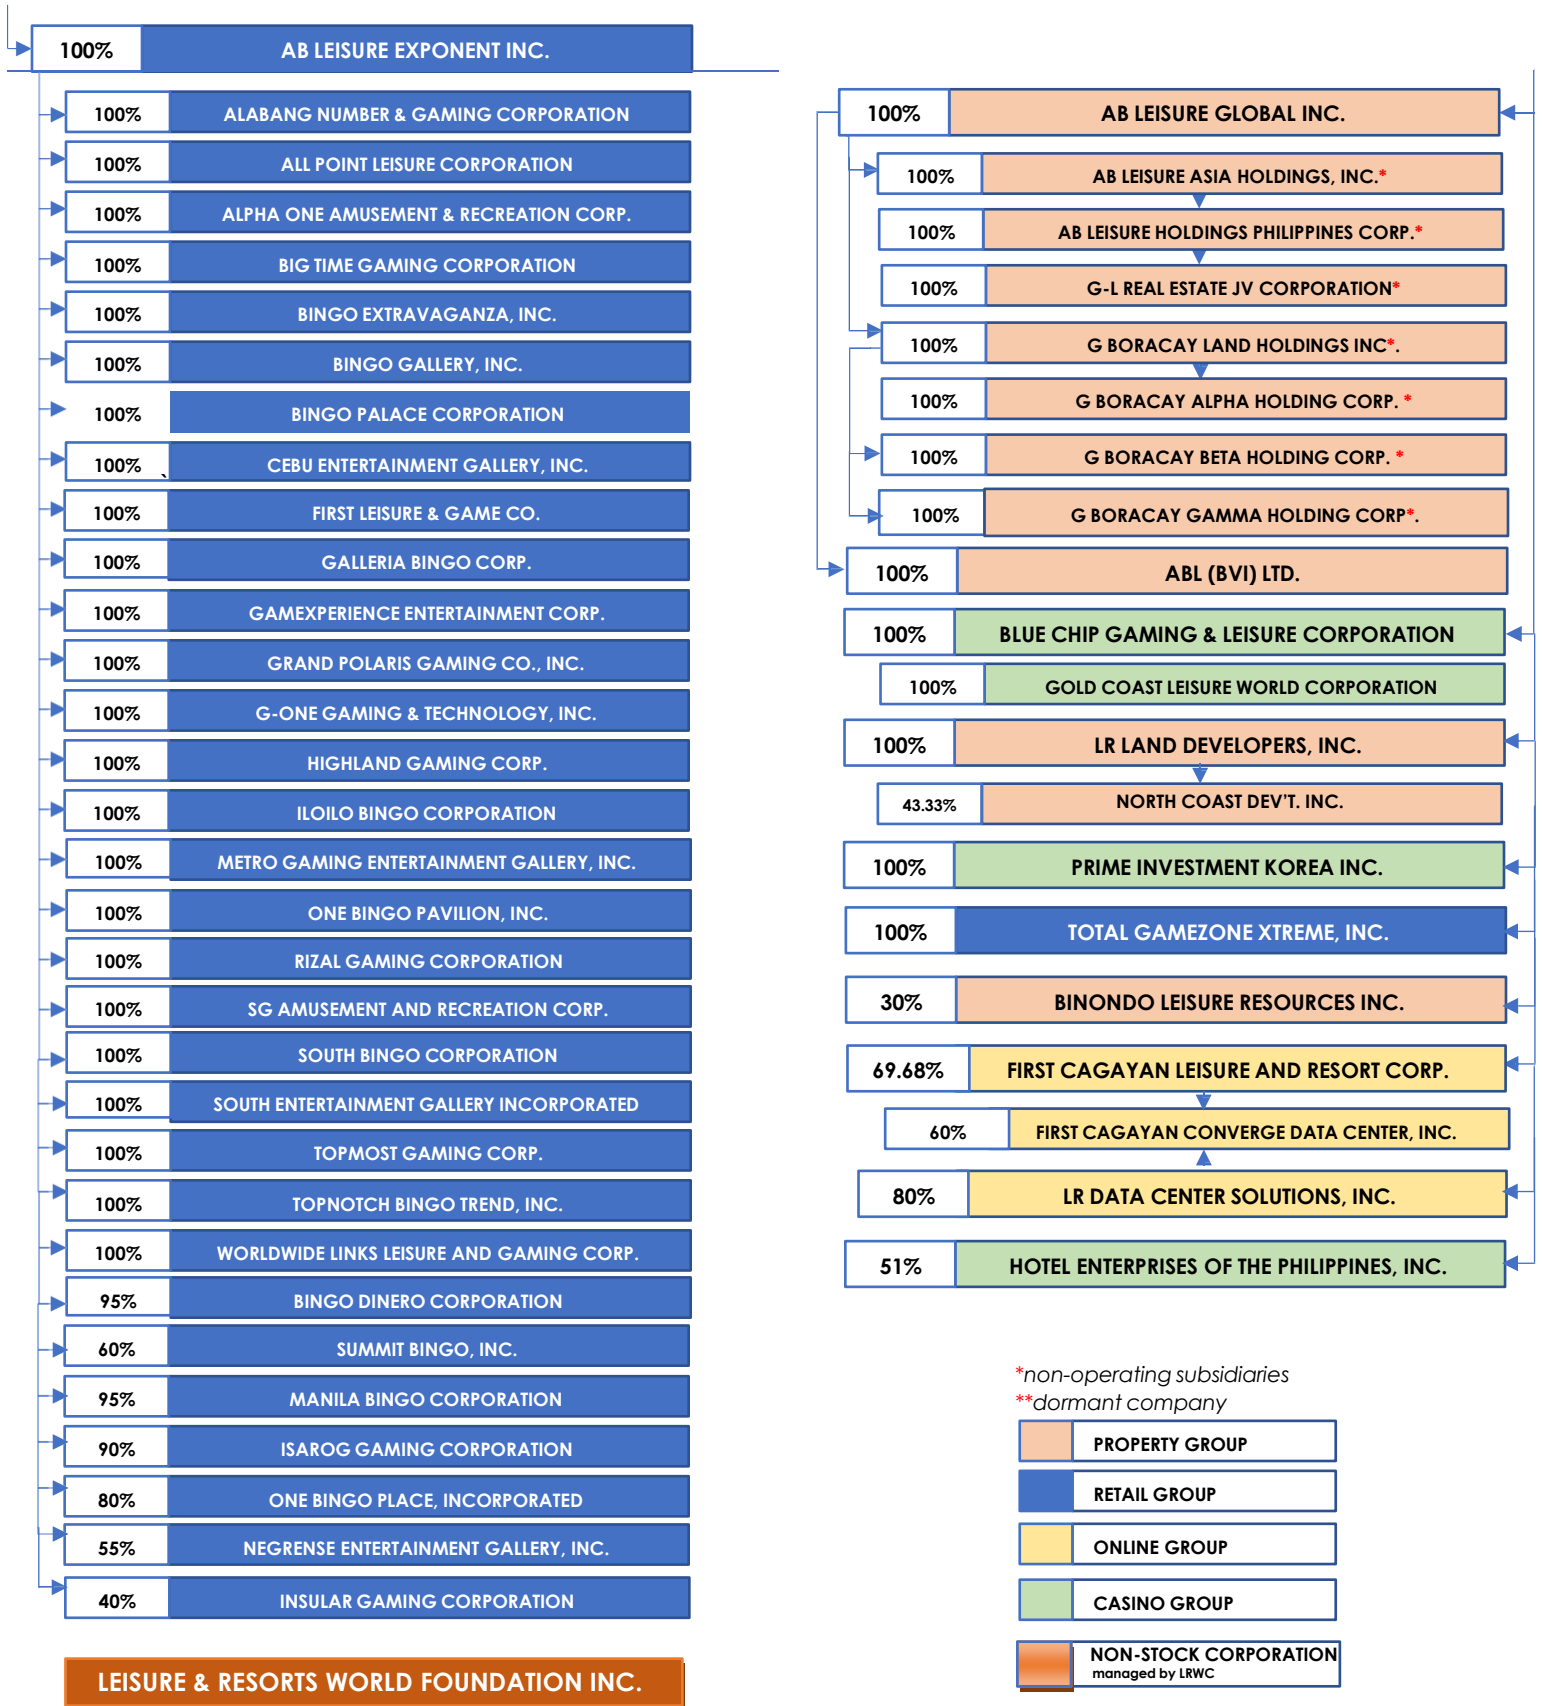 100% AB LEISURE EXPONENT INC.
100% ALABANG NUMBER & GAMING CORPORATION
100% ALL POINT LEISURE CORPORATION
100% ALPHA ONE AMUSEMENT & RECREATION CORP.
100% BIG TIME GAMING CORPORATION
100% BINGO EXTRAVAGANZA, INC.
100% BINGO GALLERY, INC.
100% BINGO PALACE CORPORATION
100% ` CEBU ENTERTAINMENT GALLERY, INC.
100% FIRST LEISURE & GAME CO.
100% GALLERIA BINGO CORP.
100% GAMEXPERIENCE ENTERTAINMENT CORP.
100% GRAND POLARIS GAMING CO., INC.
100% G-ONE GAMING & TECHNOLOGY, INC.
100% HIGHLAND GAMING CORP.
100% ILOILO BINGO CORPORATION
100% METRO GAMING ENTERTAINMENT GALLERY, INC.
100% ONE BINGO PAVILION, INC.
100% RIZAL GAMING CORPORATION
100% SG AMUSEMENT AND RECREATION CORP.
100% SOUTH BINGO CORPORATION
100% SOUTH ENTERTAINMENT GALLERY INCORPORATED
100% TOPMOST GAMING CORP.
100% TOPNOTCH BINGO TREND, INC.
100% WORLDWIDE LINKS LEISURE AND GAMING CORP.
95% BINGO DINERO CORPORATION
60% SUMMIT BINGO, INC.
95% MANILA BINGO CORPORATION
90% ISAROG GAMING CORPORATION
80% ONE BINGO PLACE, INCORPORATED
55% NEGRENSE ENTERTAINMENT GALLERY, INC.
40% INSULAR GAMING CORPORATION
LEISURE & RESORTS WORLD FOUNDATION INC.
100% AB LEISURE GLOBAL INC.
100% AB LEISURE ASIA HOLDINGS, INC.*
100% AB LEISURE HOLDINGS PHILIPPINES CORP.*
100% G-L REAL ESTATE JV CORPORATION*
100% G BORACAY LAND HOLDINGS INC*.
100% G BORACAY ALPHA HOLDING CORP. *
100% G BORACAY BETA HOLDING CORP. *
100% G BORACAY GAMMA HOLDING CORP*.
100% ABL (BVI) LTD.
100% BLUE CHIP GAMING & LEISURE CORPORATION
100% GOLD COAST LEISURE WORLD CORPORATION
100% LR LAND DEVELOPERS, INC.
43.33% NORTH COAST DEV'T. INC.
100% PRIME INVESTMENT KOREA INC.
100% TOTAL GAMEZONE XTREME, INC.
30% BINONDO LEISURE RESOURCES INC.
69.68% FIRST CAGAYAN LEISURE AND RESORT CORP.
60% FIRST CAGAYAN CONVERGE DATA CENTER, INC.
80% LR DATA CENTER SOLUTIONS, INC.
51% HOTEL ENTERPRISES OF THE PHILIPPINES, INC.
*non-operating subsidiaries
**dormant company
PROPERTY GROUP
RETAIL GROUP
ONLINE GROUP
CASINO GROUP
NON-STOCK CORPORATION
managed by LRWC